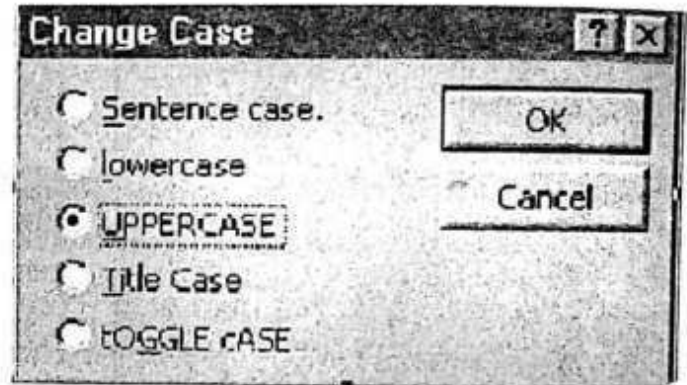 Change Case
Sentence case.
lowercase
UPPERCASE
Title Case
tOGGLE cASE
OK
Cancel